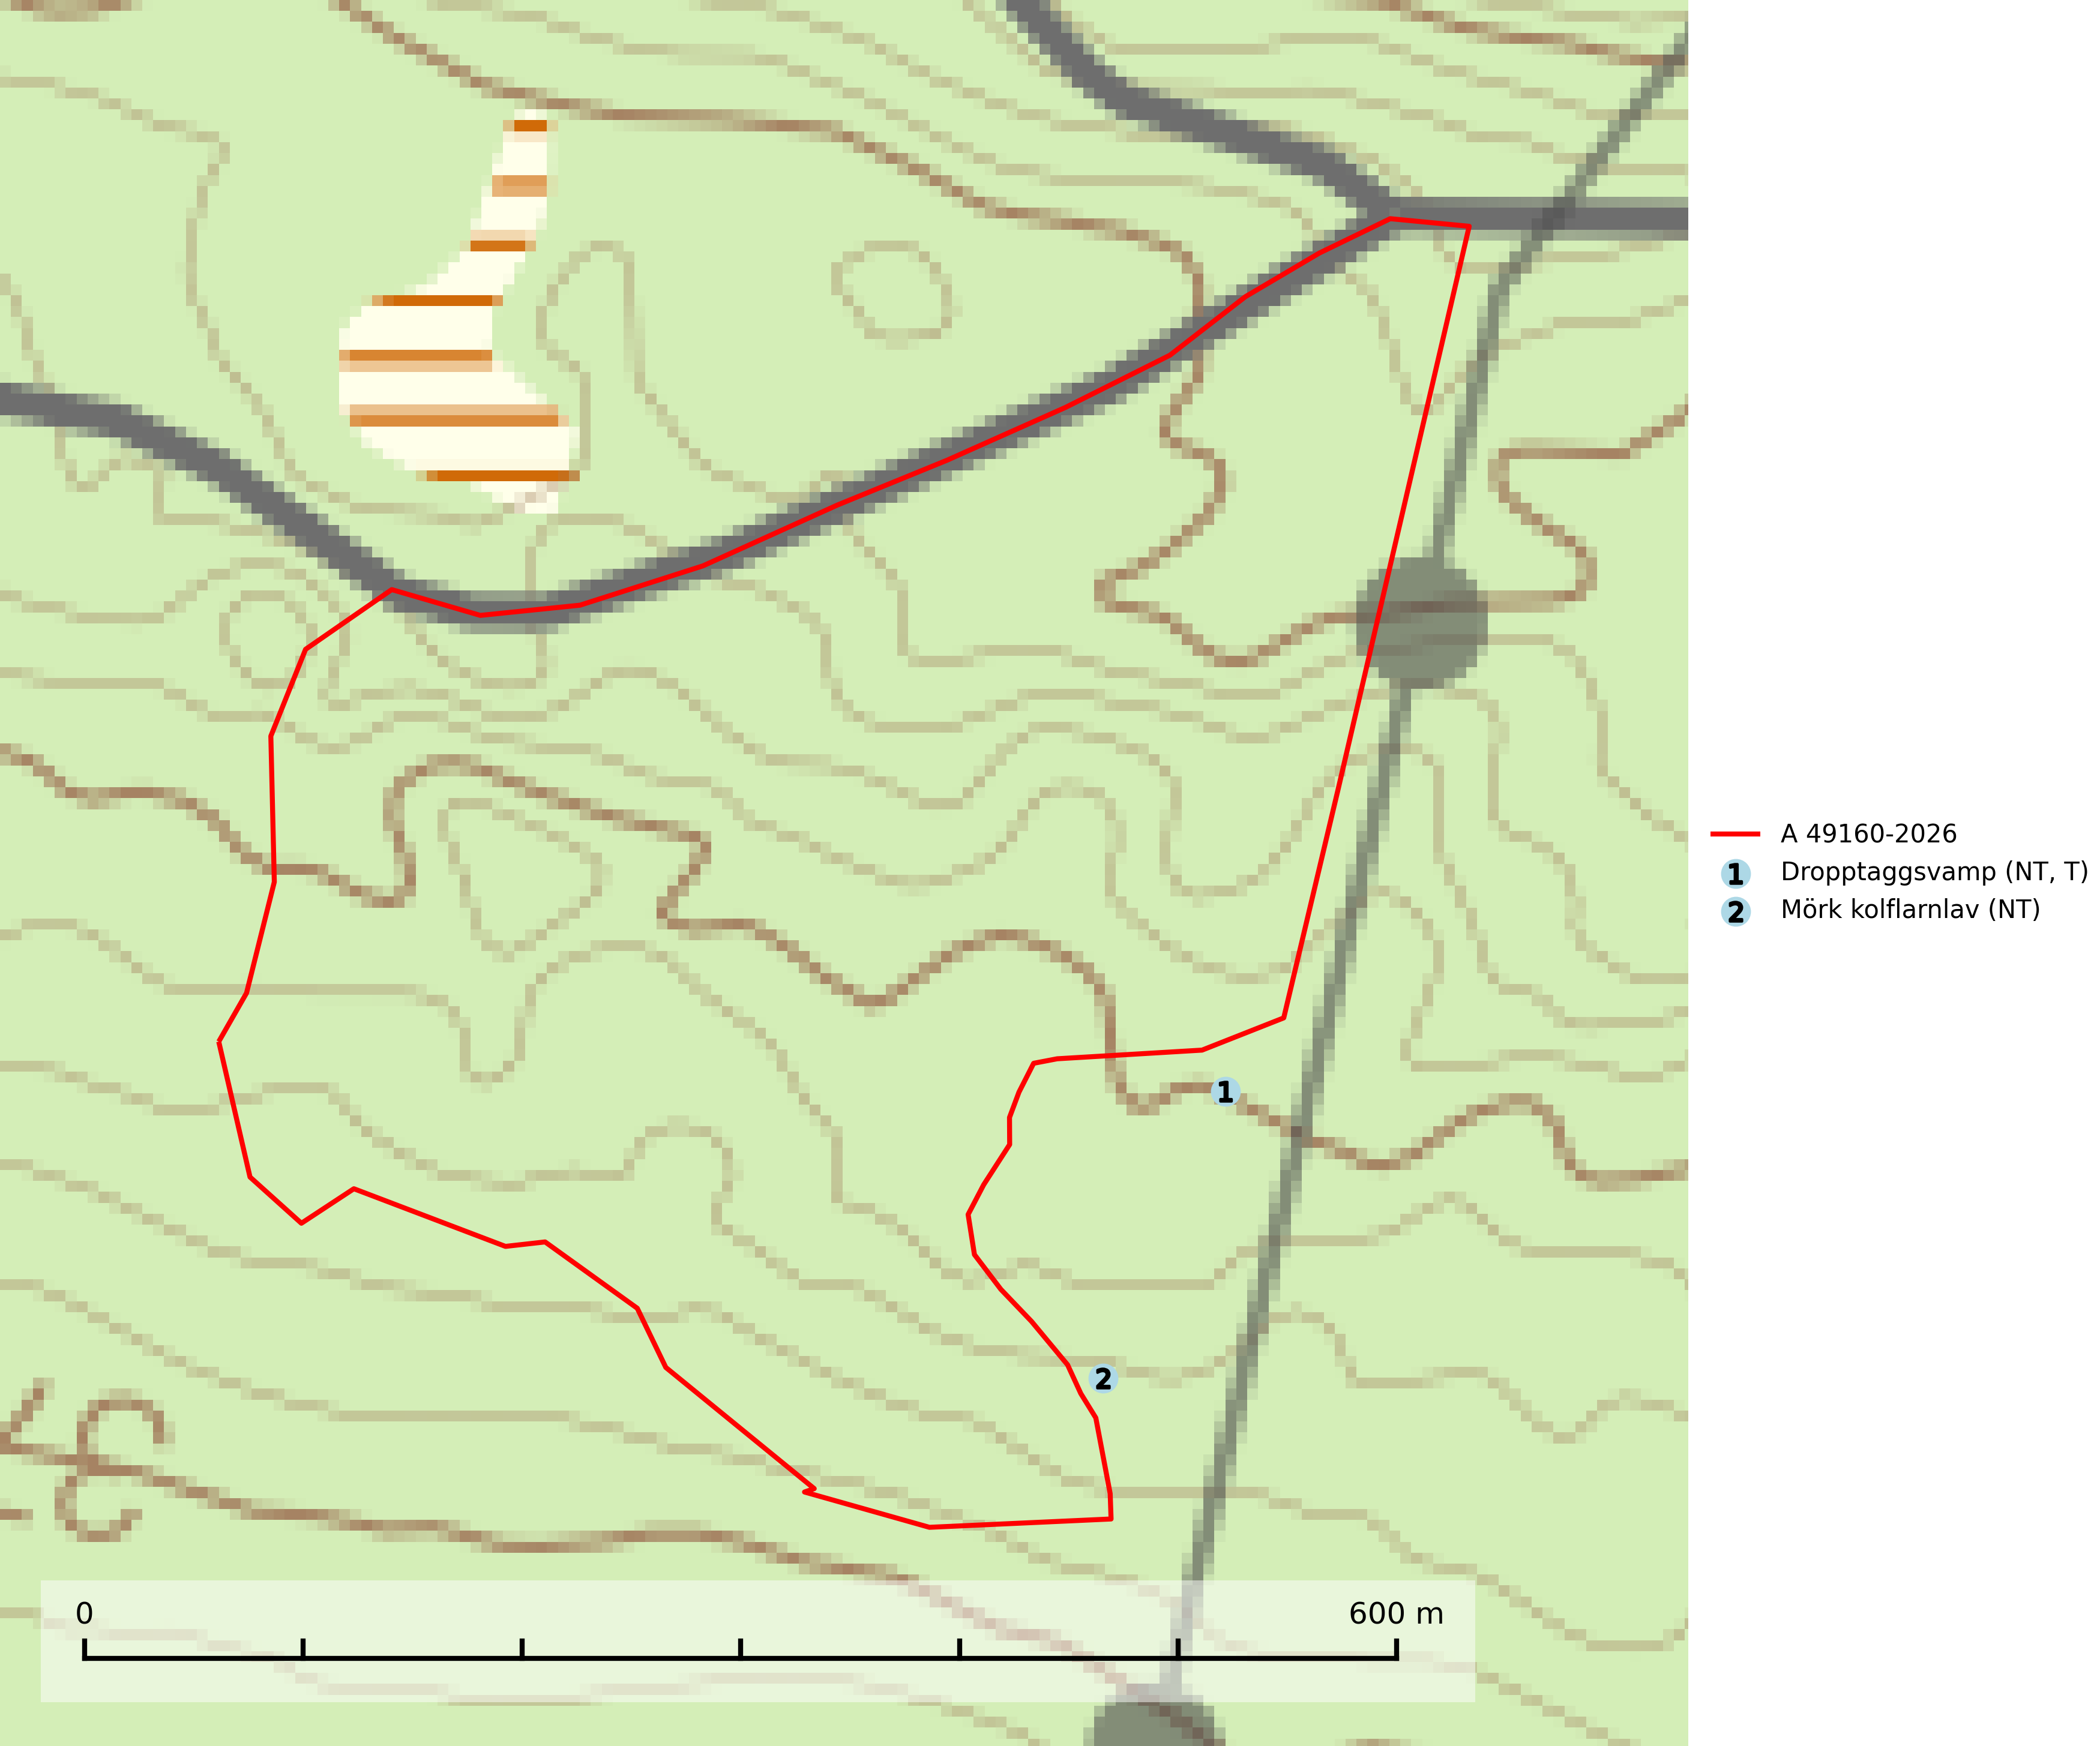 A 49160-2026
1 Dropptaggsvamp (NT, T)
2 Mörk kolflarnlav (NT)
1
2
0 600 m